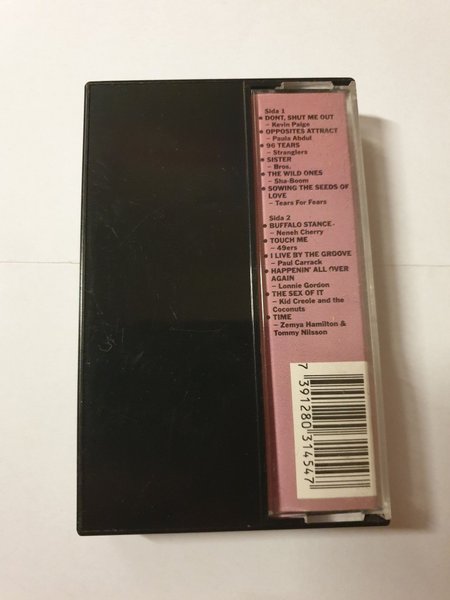 Sida 1
• DONT, SHUT ME OUT
– Kevin Paige
• OPPOSITES ATTRACT
– Paula Abdul
• 96 TEARS
– Stranglers
• SISTER
– Bros.
• THE WILD ONES
– Sha-Boom
• SOWING THE SEEDS OF
LOVE
– Tears For Fears
Sida 2
• BUFFALO STANCE
– Neneh Cherry
• TOUCH ME
– 49ers
• I LIVE BY THE GROOVE
– Paul Carrack
• HAPPENIN' ALL OVER
AGAIN
– Lonnie Gordon
• THE SEX OF IT
– Kid Creole and the
Coconuts
• TIME
– Zemya Hamilton &
Tommy Nilsson
7 391280 314547